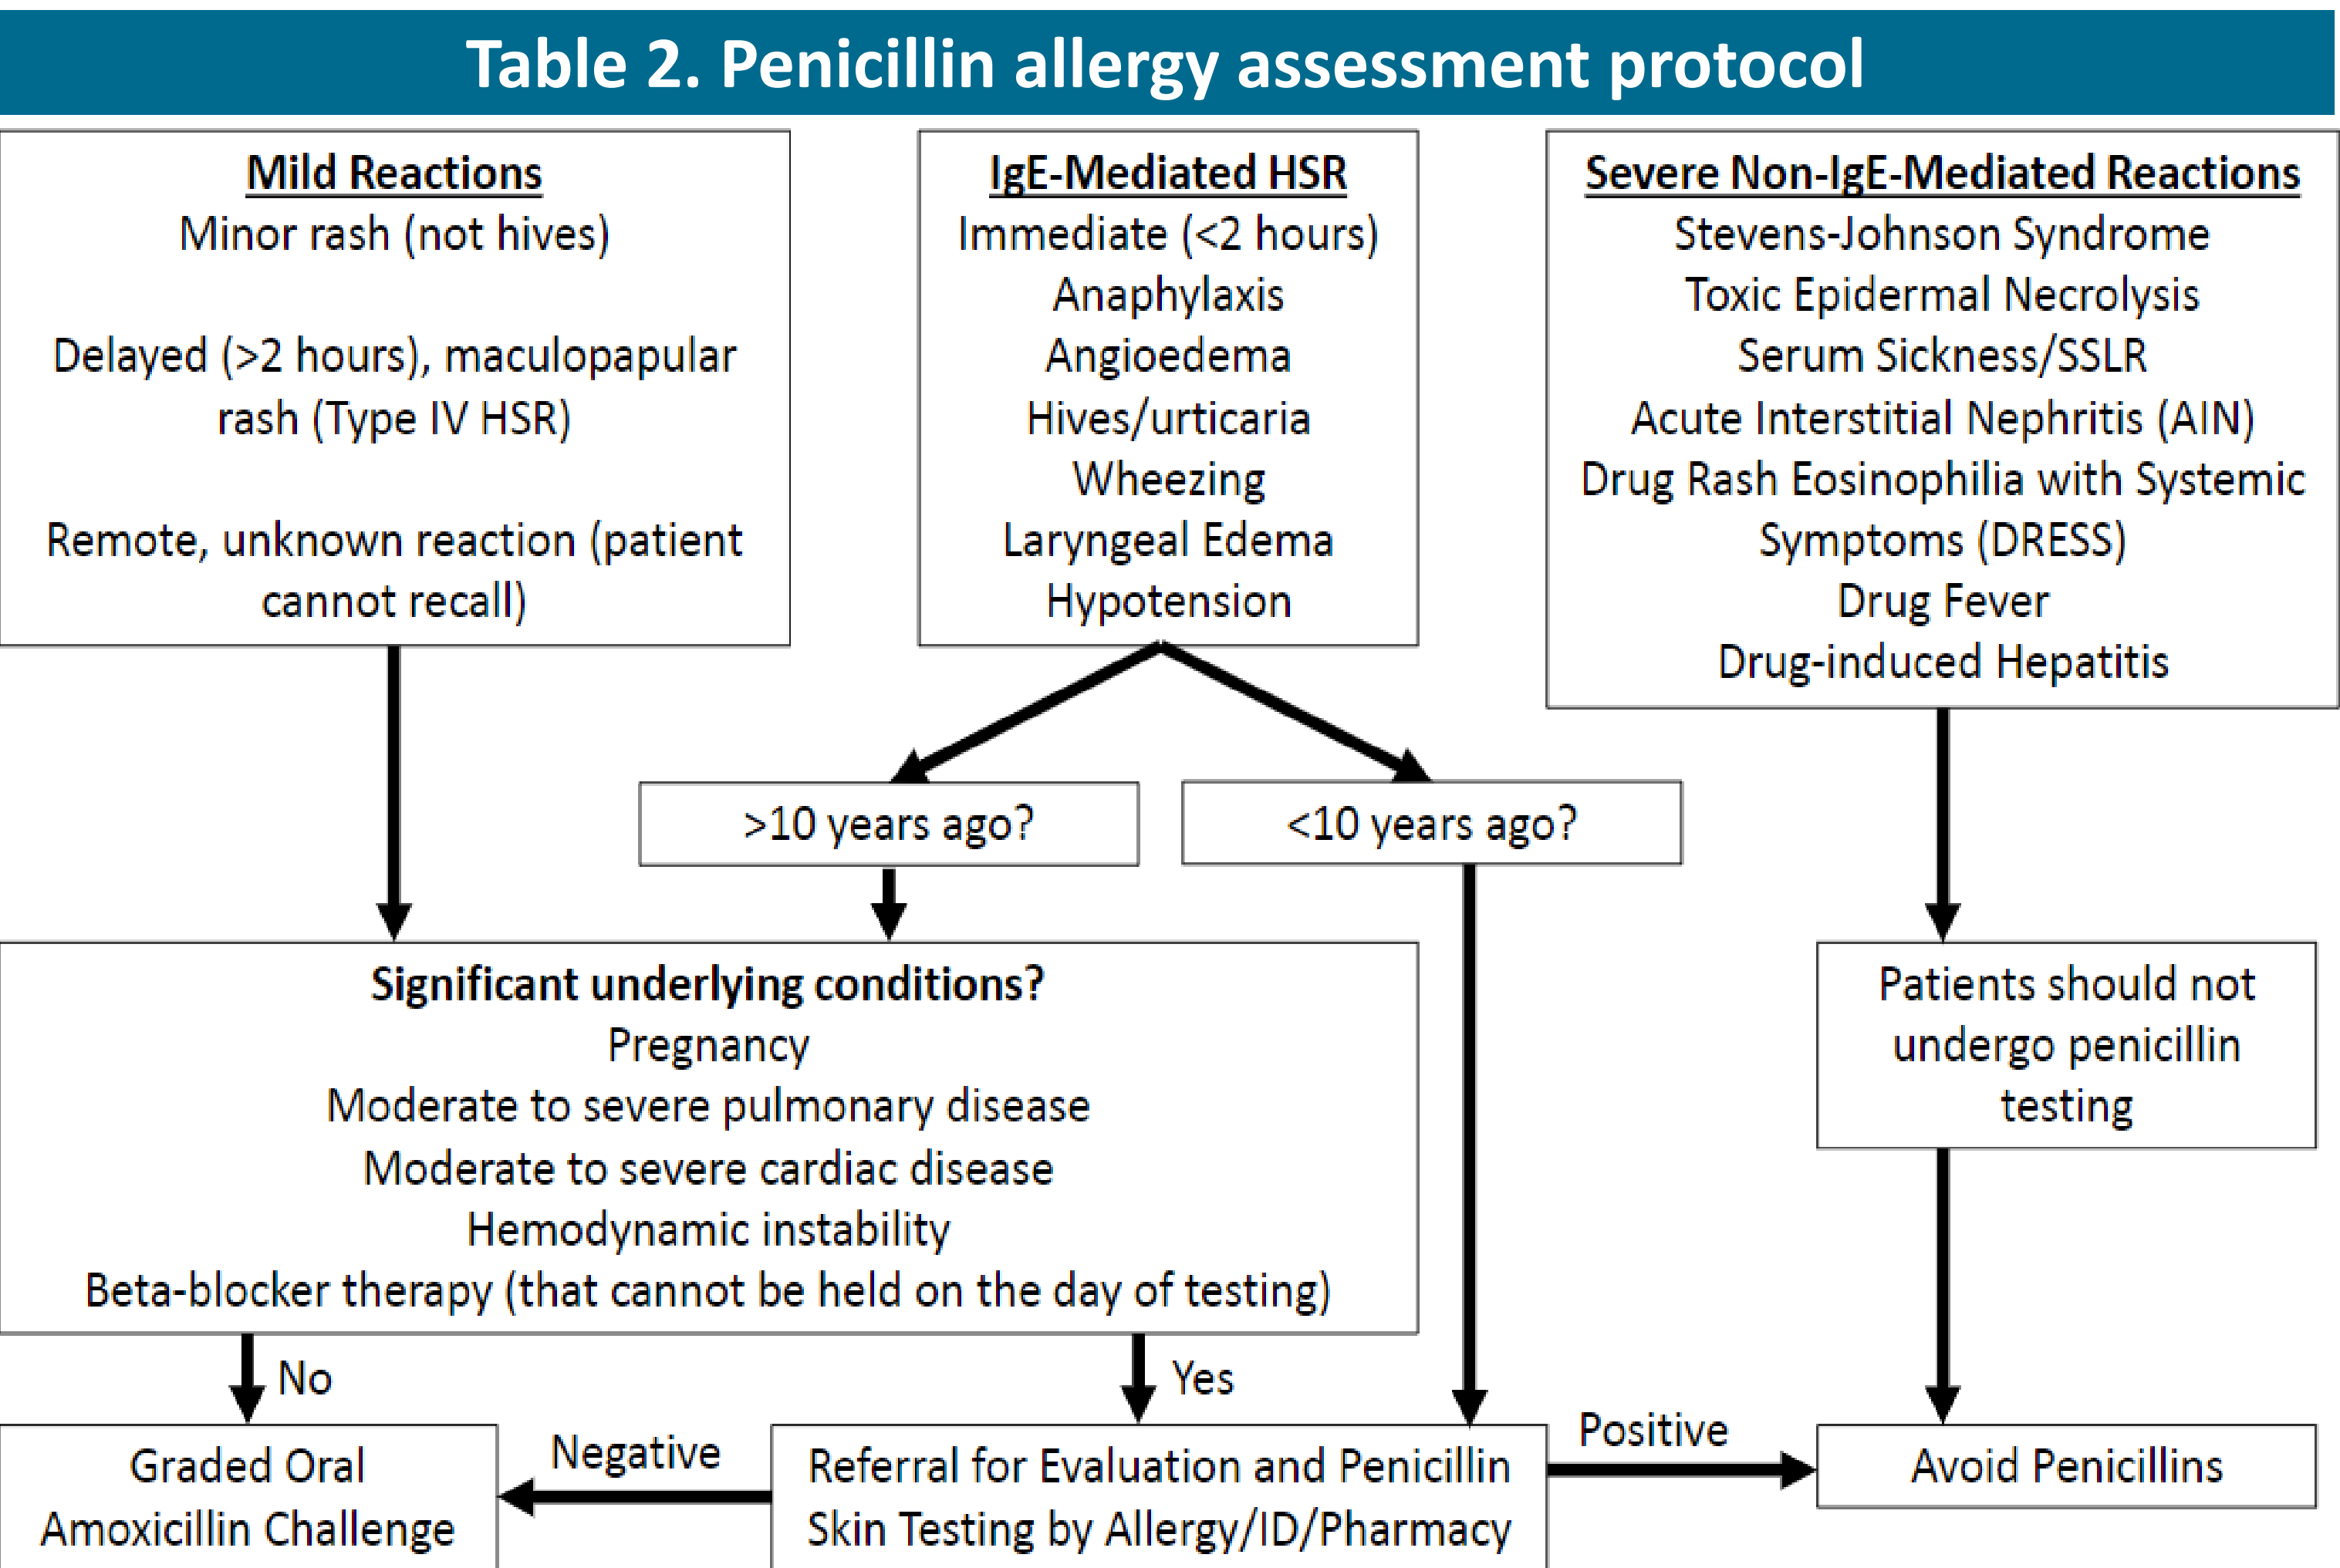 Table 2. Penicillin allergy assessment protocol
Mild Reactions
Minor rash (not hives)
Delayed (>2 hours), maculopapular
rash (Type IV HSR)
Remote, unknown reaction (patient
cannot recall)
IgE-Mediated HSR
Immediate (<2 hours)
Anaphylaxis
Angioedema
Hives/urticaria
Wheezing
Laryngeal Edema
Hypotension
Severe Non-IgE-Mediated Reactions
Stevens-Johnson Syndrome
Toxic Epidermal Necrolysis
Serum Sickness/SSLR
Acute Interstitial Nephritis (AIN)
Drug Rash Eosinophilia with Systemic
Symptoms (DRESS)
Drug Fever
Drug-induced Hepatitis
>10 years ago?
<10 years ago?
Significant underlying conditions?
Pregnancy
Moderate to severe pulmonary disease
Moderate to severe cardiac disease
Hemodynamic instability
Beta-blocker therapy (that cannot be held on the day of testing)
Patients should not
undergo penicillin
testing
No
Yes
Graded Oral
Amoxicillin Challenge
Negative
Referral for Evaluation and Penicillin
Skin Testing by Allergy/ID/Pharmacy
Positive
Avoid Penicillins